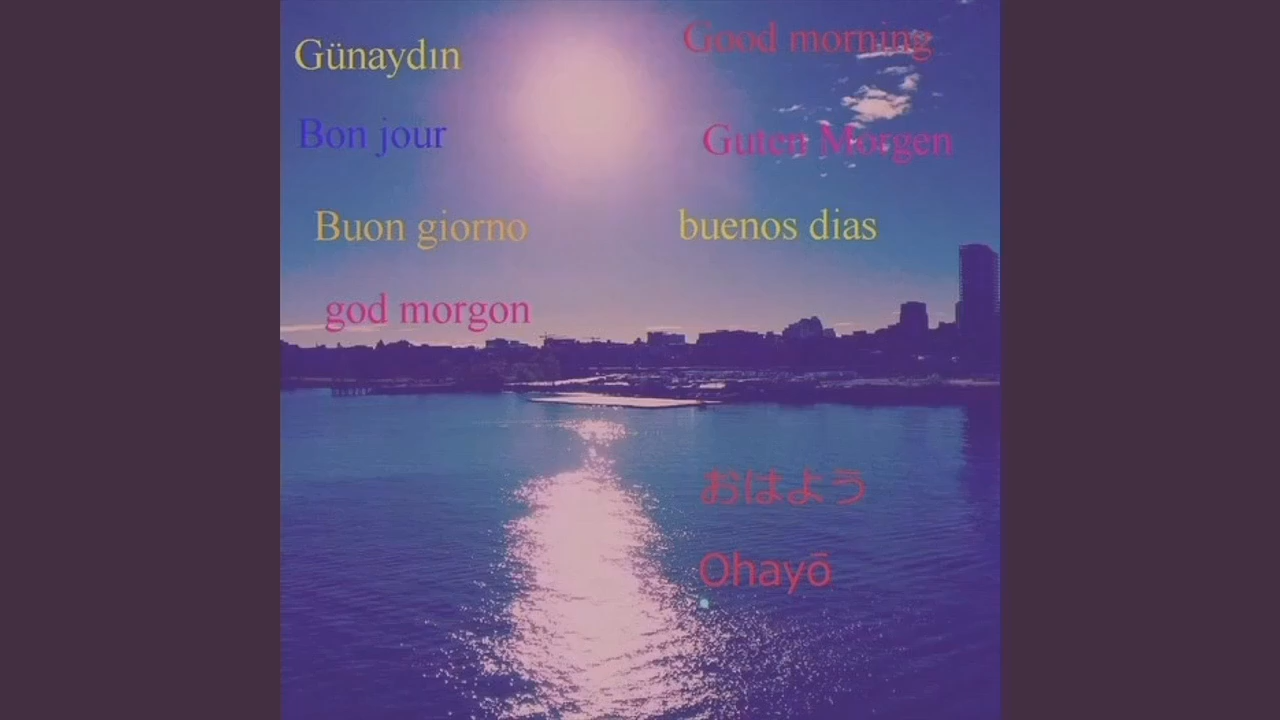 Günaydın
Good morning
Bon jour
Guten Morgen
Buon giorno
buenos dias
god morgon
おはよう
Ohayō